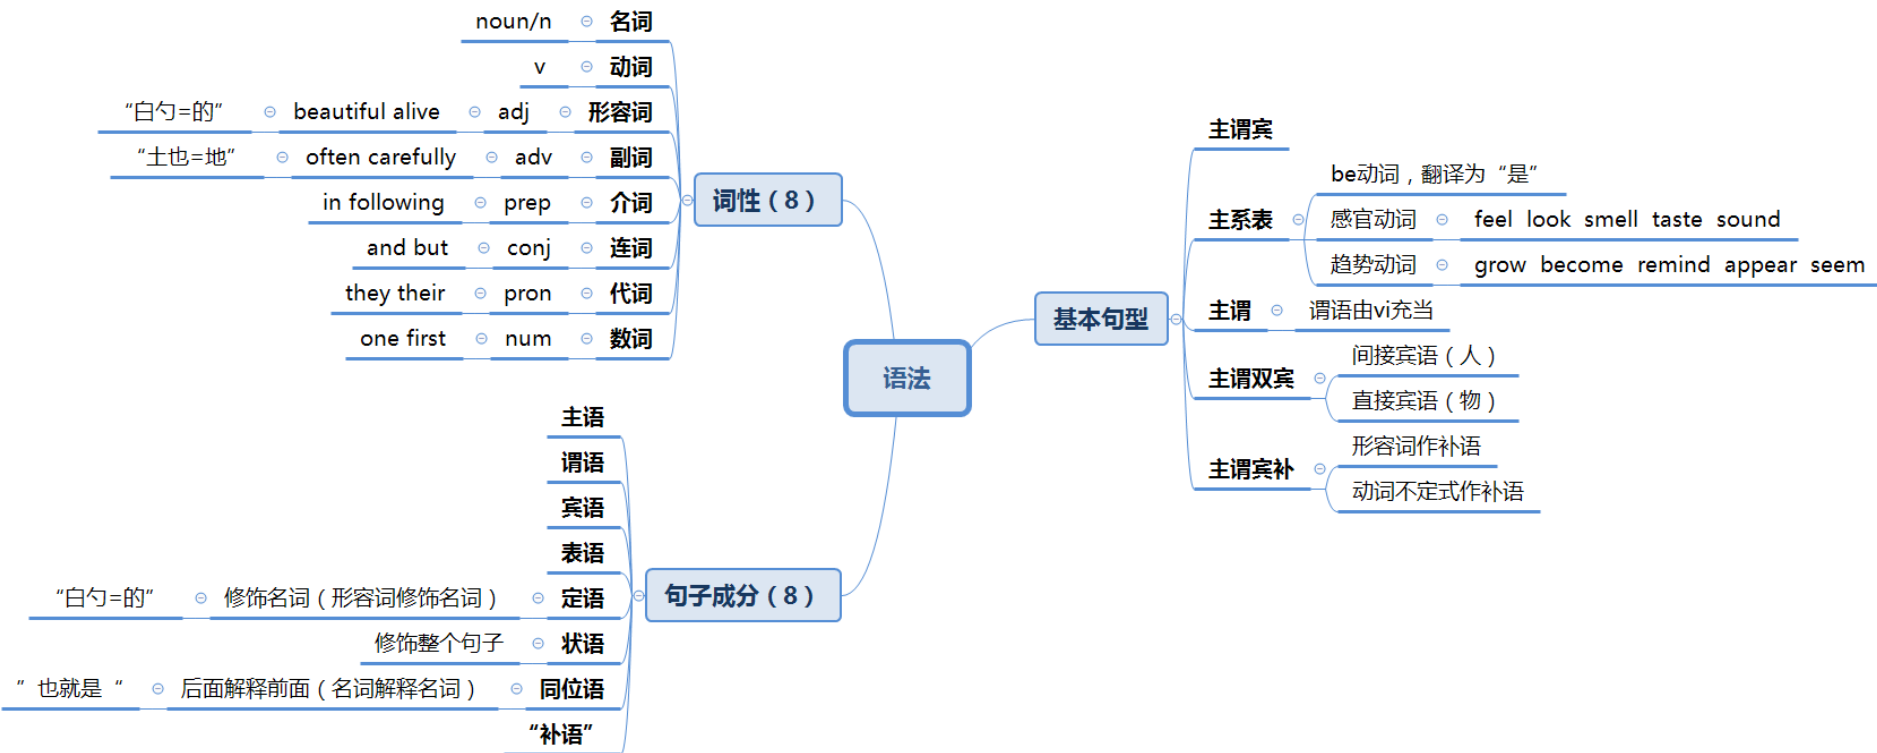 语法
词性（8）
名词 noun/n
动词 v
形容词 adj beautiful alive “白勺=的”
副词 adv often carefully “土也=地”
介词 prep in following
连词 conj and but
代词 pron they their
数词 num one first
句子成分（8）
主语
谓语
宾语
表语
定语 修饰名词（形容词修饰名词） “白勺=的”
状语 修饰整个句子
同位语 后面解释前面（名词解释名词） ”也就是“
“补语”
基本句型
主谓宾
主系表
be动词，翻译为“是”
感官动词 feel look smell taste sound
趋势动词 grow become remind appear seem
主谓 谓语由vi充当
主谓双宾
间接宾语（人）
直接宾语（物）
主谓宾补
形容词作补语
动词不定式作补语